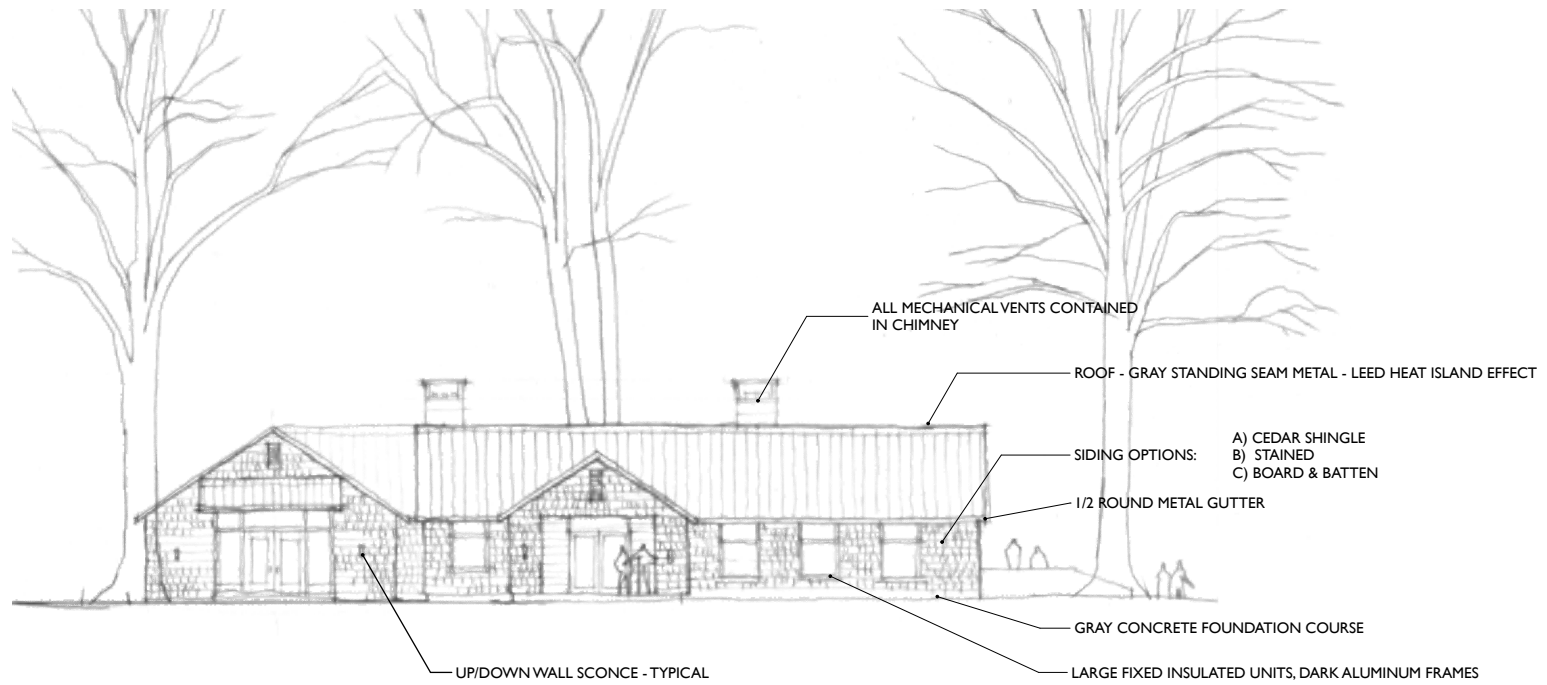 ALL MECHANICAL VENTS CONTAINED
IN CHIMNEY
ROOF - GRAY STANDING SEAM METAL - LEED HEAT ISLAND EFFECT
SIDING OPTIONS:
A) CEDAR SHINGLE
B) STAINED
C) BOARD & BATTEN
1/2 ROUND METAL GUTTER
GRAY CONCRETE FOUNDATION COURSE
UP/DOWN WALL SCONCE - TYPICAL
LARGE FIXED INSULATED UNITS, DARK ALUMINUM FRAMES